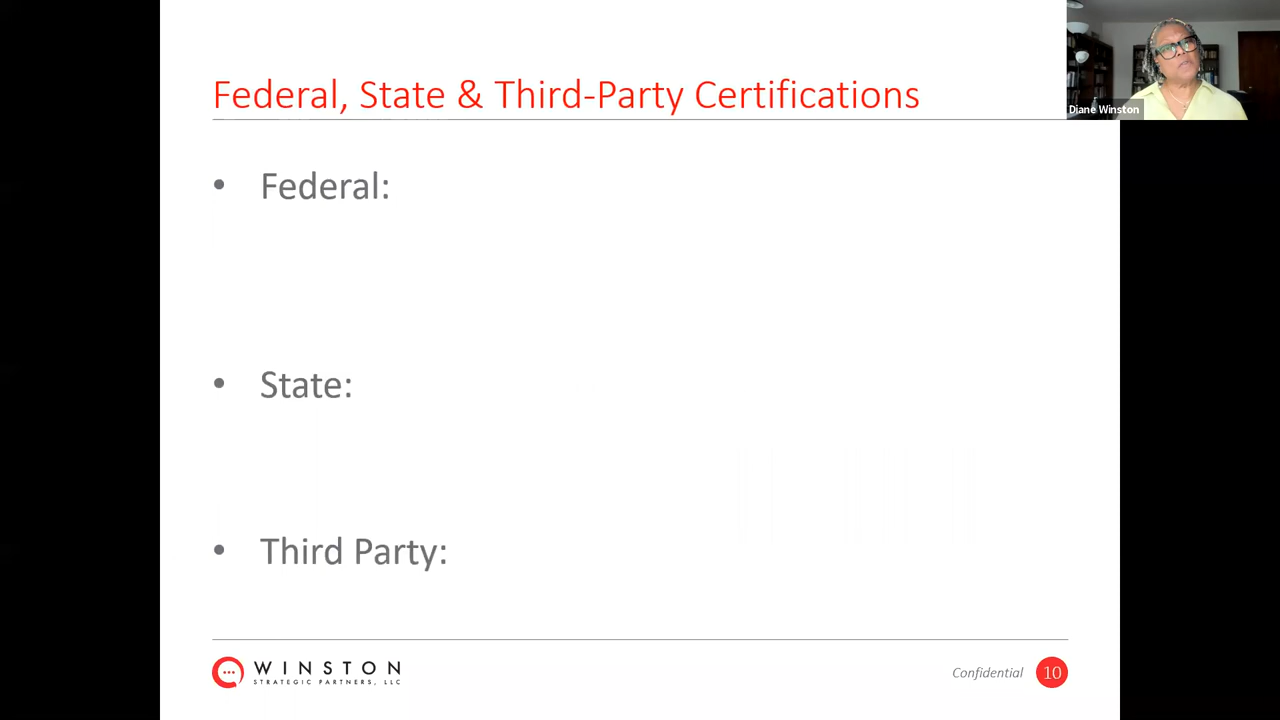 Federal, State & Third-Party Certifications
Diane Winston
• Federal:
• State:
• Third Party:
WINSTON
STRATEGIC PARTNERS, LLC
Confidential
10